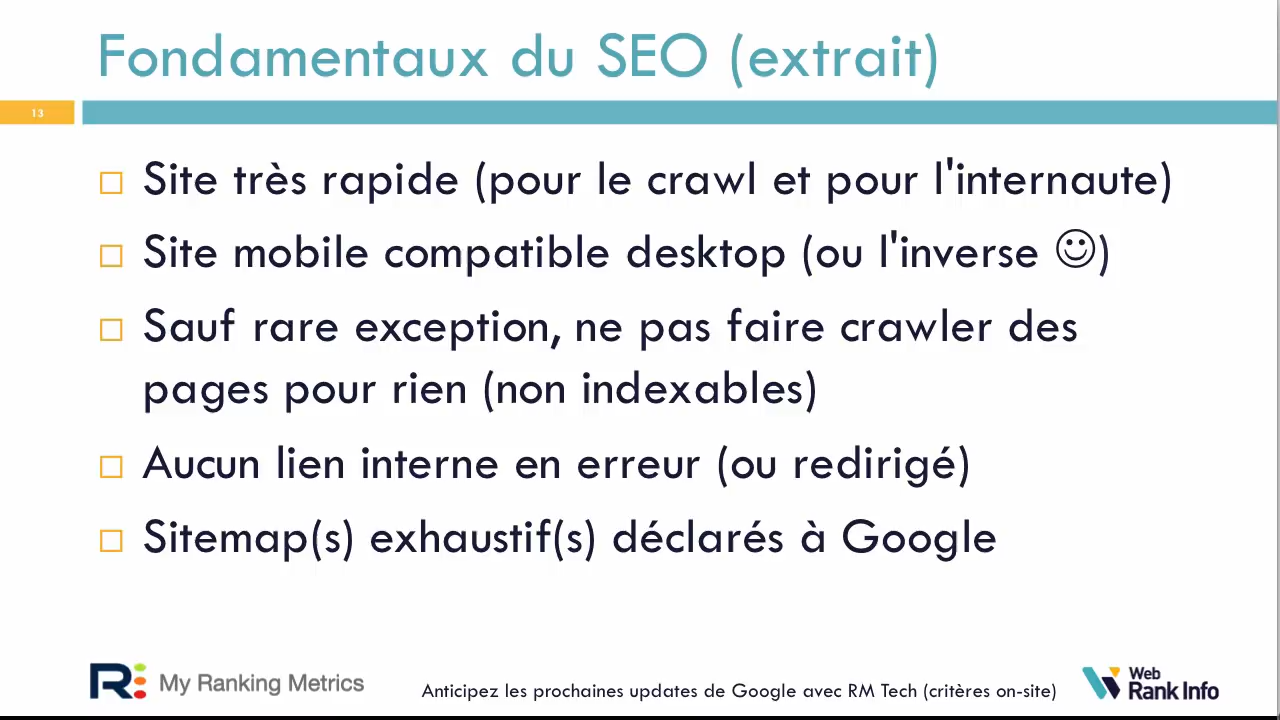 Fondamentaux du SEO (extrait)
13
Site très rapide (pour le crawl et pour l'internaute)
Site mobile compatible desktop (ou l'inverse ☺)
Sauf rare exception, ne pas faire crawler des
pages pour rien (non indexables)
Aucun lien interne en erreur (ou redirigé)
Sitemap(s) exhaustif(s) déclarés à Google
My Ranking Metrics
Anticipez les prochaines updates de Google avec RM Tech (critères on-site)
Web
Rank Info